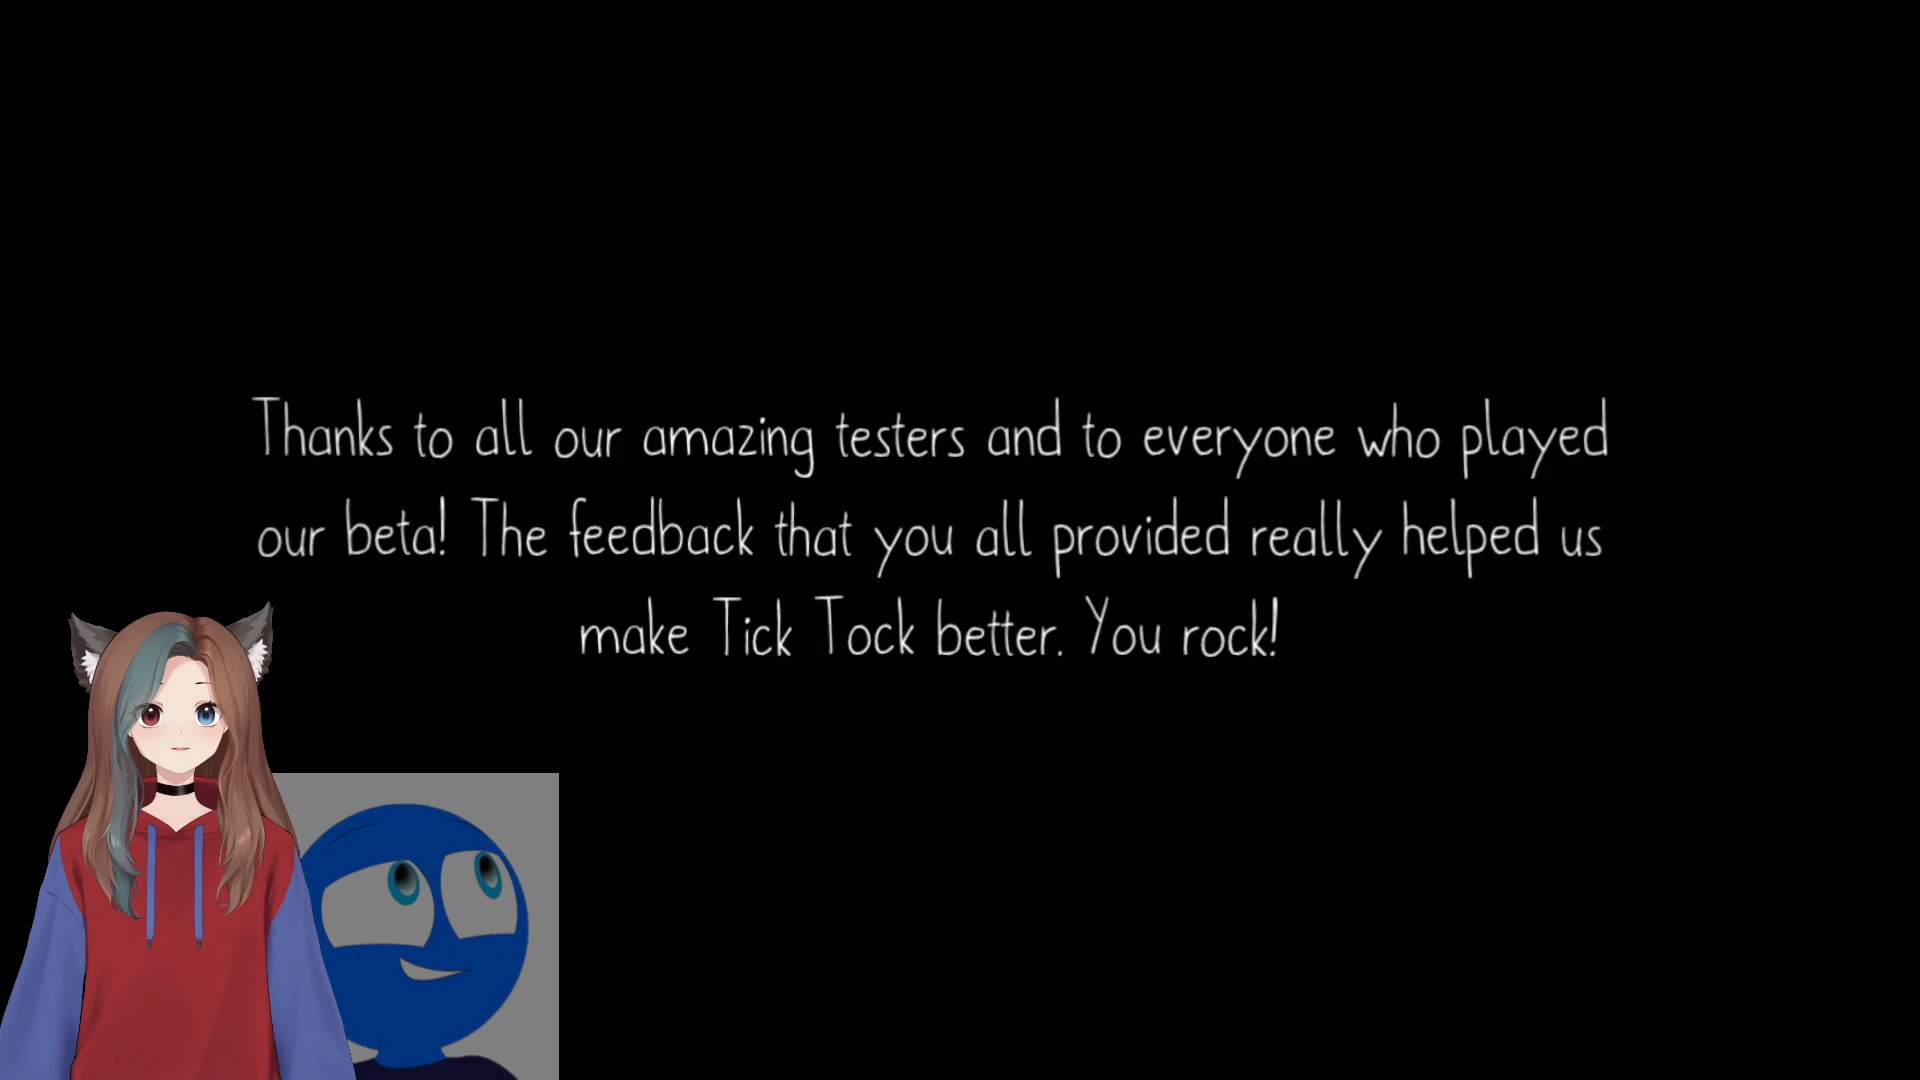 Thanks to all our amazing testers and to everyone who played
our beta! The feedback that you all provided really helped us
make Tick Tock better. You rock!